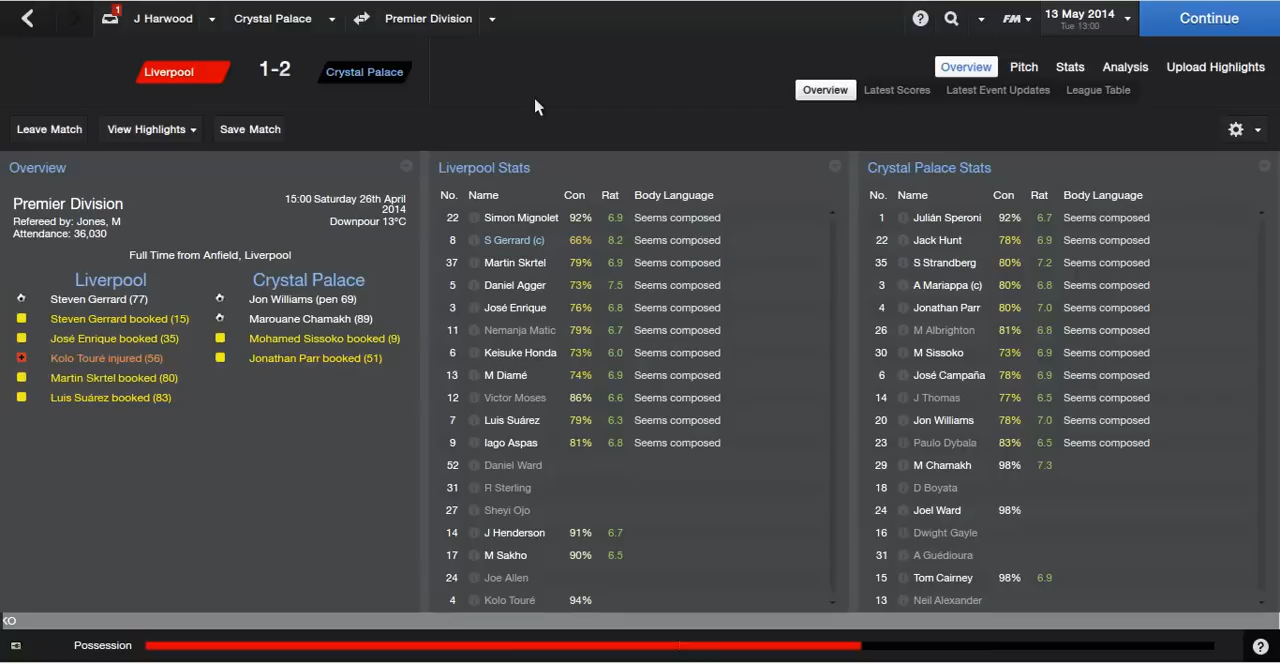 1
J Harwood Crystal Palace Premier Division FM 13 May 2014 Continue
Tue 13:00
Liverpool 1-2 Crystal Palace
Overview Pitch Stats Analysis Upload Highlights
Overview Latest Scores Latest Event Updates League Table
Leave Match View Highlights Save Match
Overview
Premier Division
Refereed by: Jones, M
Attendance: 36,030
15:00 Saturday 26th April
2014
Downpour 13°C
Full Time from Anfield, Liverpool
Liverpool Crystal Palace
Steven Gerrard (77) Jon Williams (pen 69)
Steven Gerrard booked (15) Marouane Chamakh (89)
José Enrique booked (35) Mohamed Sissoko booked (9)
Kolo Touré injured (56) Jonathan Parr booked (51)
Martin Skrtel booked (80)
Luis Suárez booked (83)
Liverpool Stats
No. Name Con Rat Body Language
22 Simon Mignolet 92% 6.9 Seems composed
8 S Gerrard (c) 66% 8.2 Seems composed
37 Martin Skrtel 79% 6.9 Seems composed
5 Daniel Agger 73% 7.5 Seems composed
3 José Enrique 76% 6.8 Seems composed
11 Nemanja Matic 79% 6.7 Seems composed
6 Keisuke Honda 73% 6.0 Seems composed
13 M Diamé 74% 6.9 Seems composed
12 Victor Moses 86% 6.6 Seems composed
7 Luis Suárez 79% 6.3 Seems composed
9 Iago Aspas 81% 6.8 Seems composed
52 Daniel Ward
31 R Sterling
27 Sheyi Ojo
14 J Henderson 91% 6.7
17 M Sakho 90% 6.5
24 Joe Allen
4 Kolo Touré 94%
Crystal Palace Stats
No. Name Con Rat Body Language
1 Julián Speroni 92% 6.7 Seems composed
22 Jack Hunt 78% 6.9 Seems composed
35 S Strandberg 80% 7.2 Seems composed
3 A Mariappa (c) 80% 6.8 Seems composed
4 Jonathan Parr 80% 7.0 Seems composed
26 M Albrighton 81% 6.8 Seems composed
30 M Sissoko 73% 6.9 Seems composed
6 José Campaña 78% 6.9 Seems composed
14 J Thomas 77% 6.5 Seems composed
20 Jon Williams 78% 7.0 Seems composed
23 Paulo Dybala 83% 6.5 Seems composed
29 M Chamakh 98% 7.3
18 D Boyata
24 Joel Ward 98%
16 Dwight Gayle
31 A Guédioura
15 Tom Cairney 98% 6.9
13 Neil Alexander
KO
Possession